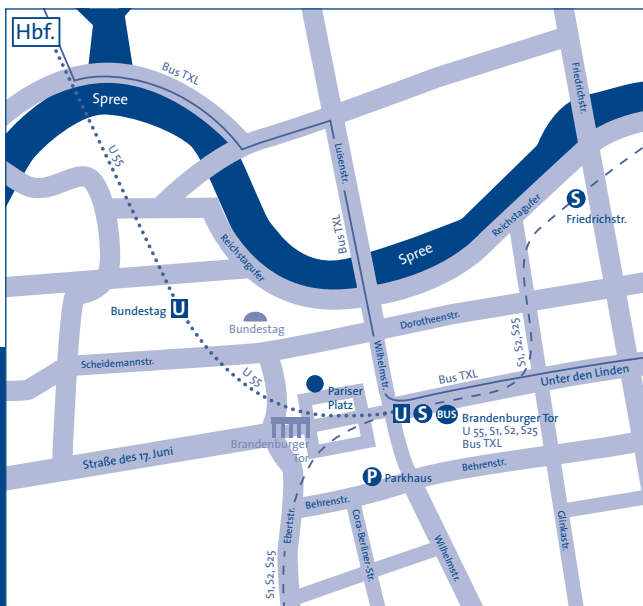 Hbf.
Bus TXL
Spree
U 55
Friedrichstr.
Luisenstr.
Bus TXL
S
Friedrichstr.
Reichstagufer
Reichstagufer
Spree
Bundestag
U
Bundestag
Dorotheenstr.
S1, S2, S25
Scheidemannstr.
U 55
Wilhelmstr.
Bus TXL
Unter den Linden
Pariser
Platz
U
S
BUS
Brandenburger Tor
U 55, S1, S2, S25
Bus TXL
Brandenburger
Tor
Straße des 17. Juni
Behrenstr.
P
Parkhaus
Behrenstr.
Ebertstr.
Cora-Berliner-Str.
Wilhelmstr.
Glinkastr.
S1, S2, S25